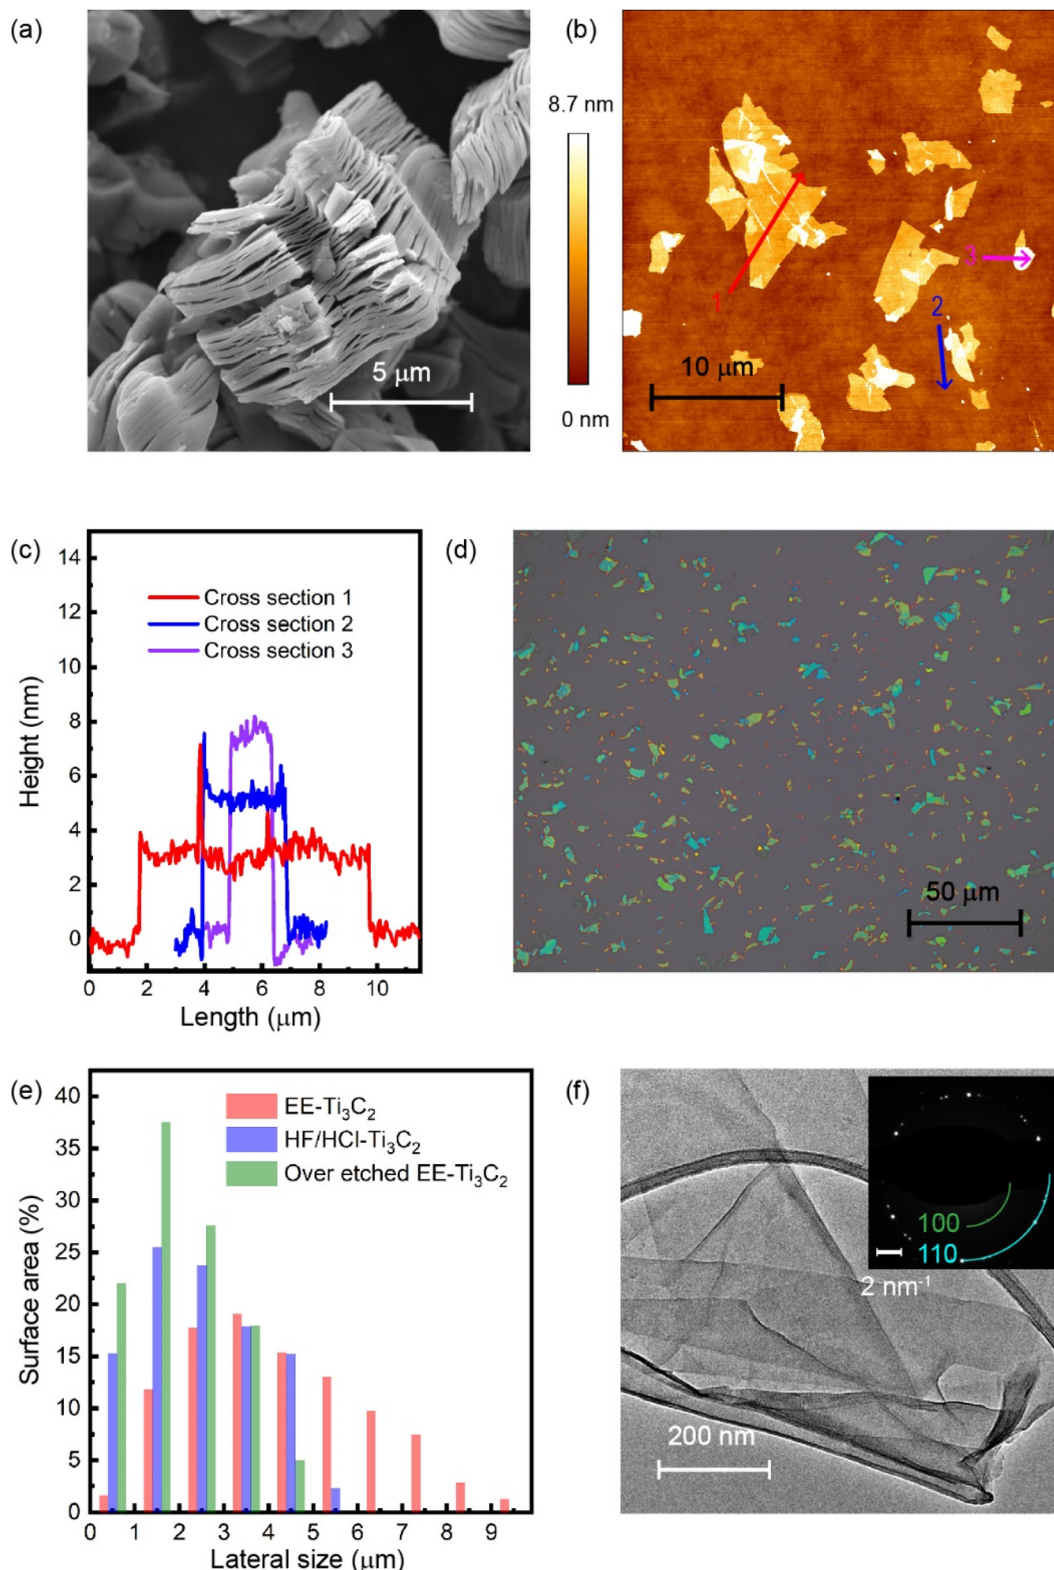 (a)
5 μm
(b)
8.7 nm
0 nm
1
2
3
10 μm
(c)
Height (nm)
14
12
10
8
6
4
2
0
Cross section 1
Cross section 2
Cross section 3
0 2 4 6 8 10
Length (μm)
(d)
50 μm
(e)
Surface area (%)
40
35
30
25
20
15
10
5
0
EE-Ti₃C₂
HF/HCl-Ti₃C₂
Over etched EE-Ti₃C₂
0 1 2 3 4 5 6 7 8 9
Lateral size (μm)
(f)
100
110
2 nm⁻¹
200 nm